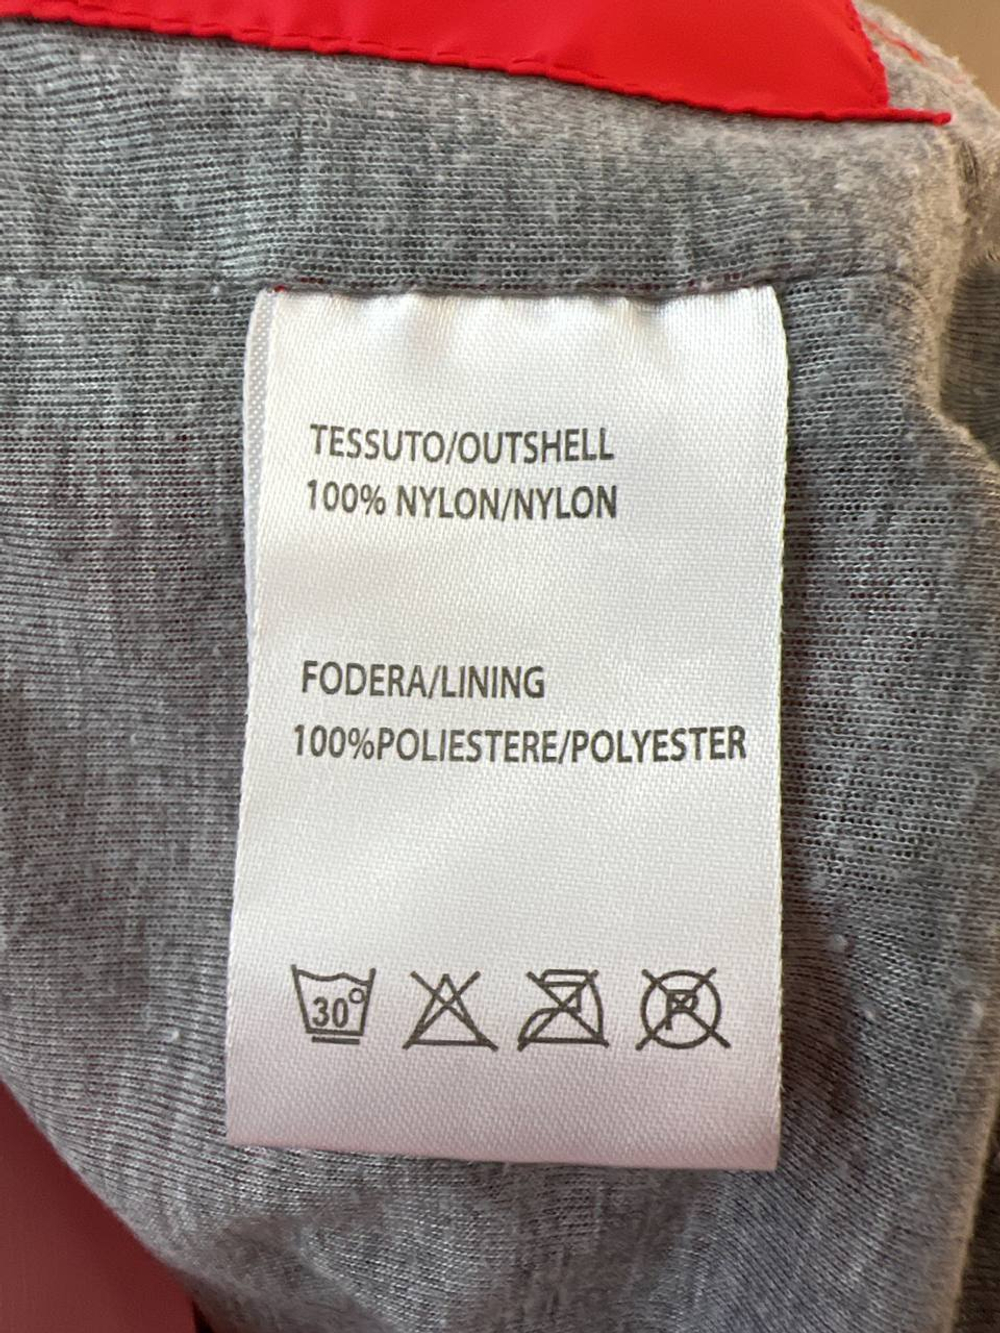 TESSUTO/OUTSHELL
100% NYLON/NYLON
FODERA/LINING
100%POLIESTERE/POLYESTER
30° P